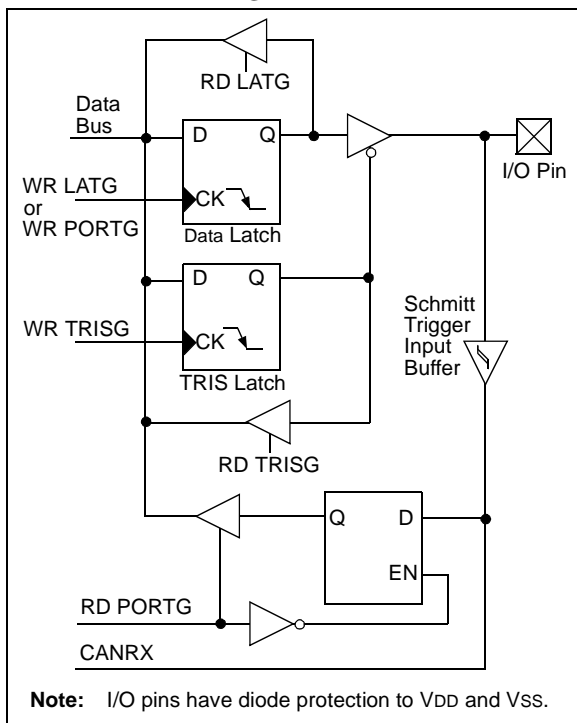 RD LATG
Data
Bus
D Q
I/O Pin
WR LATG
or
WR PORTG
CK
Data Latch
D Q
WR TRISG
CK
TRIS Latch
Schmitt
Trigger
Input
Buffer
RD TRISG
Q D
EN
RD PORTG
CANRX
Note: I/O pins have diode protection to VDD and VSS.